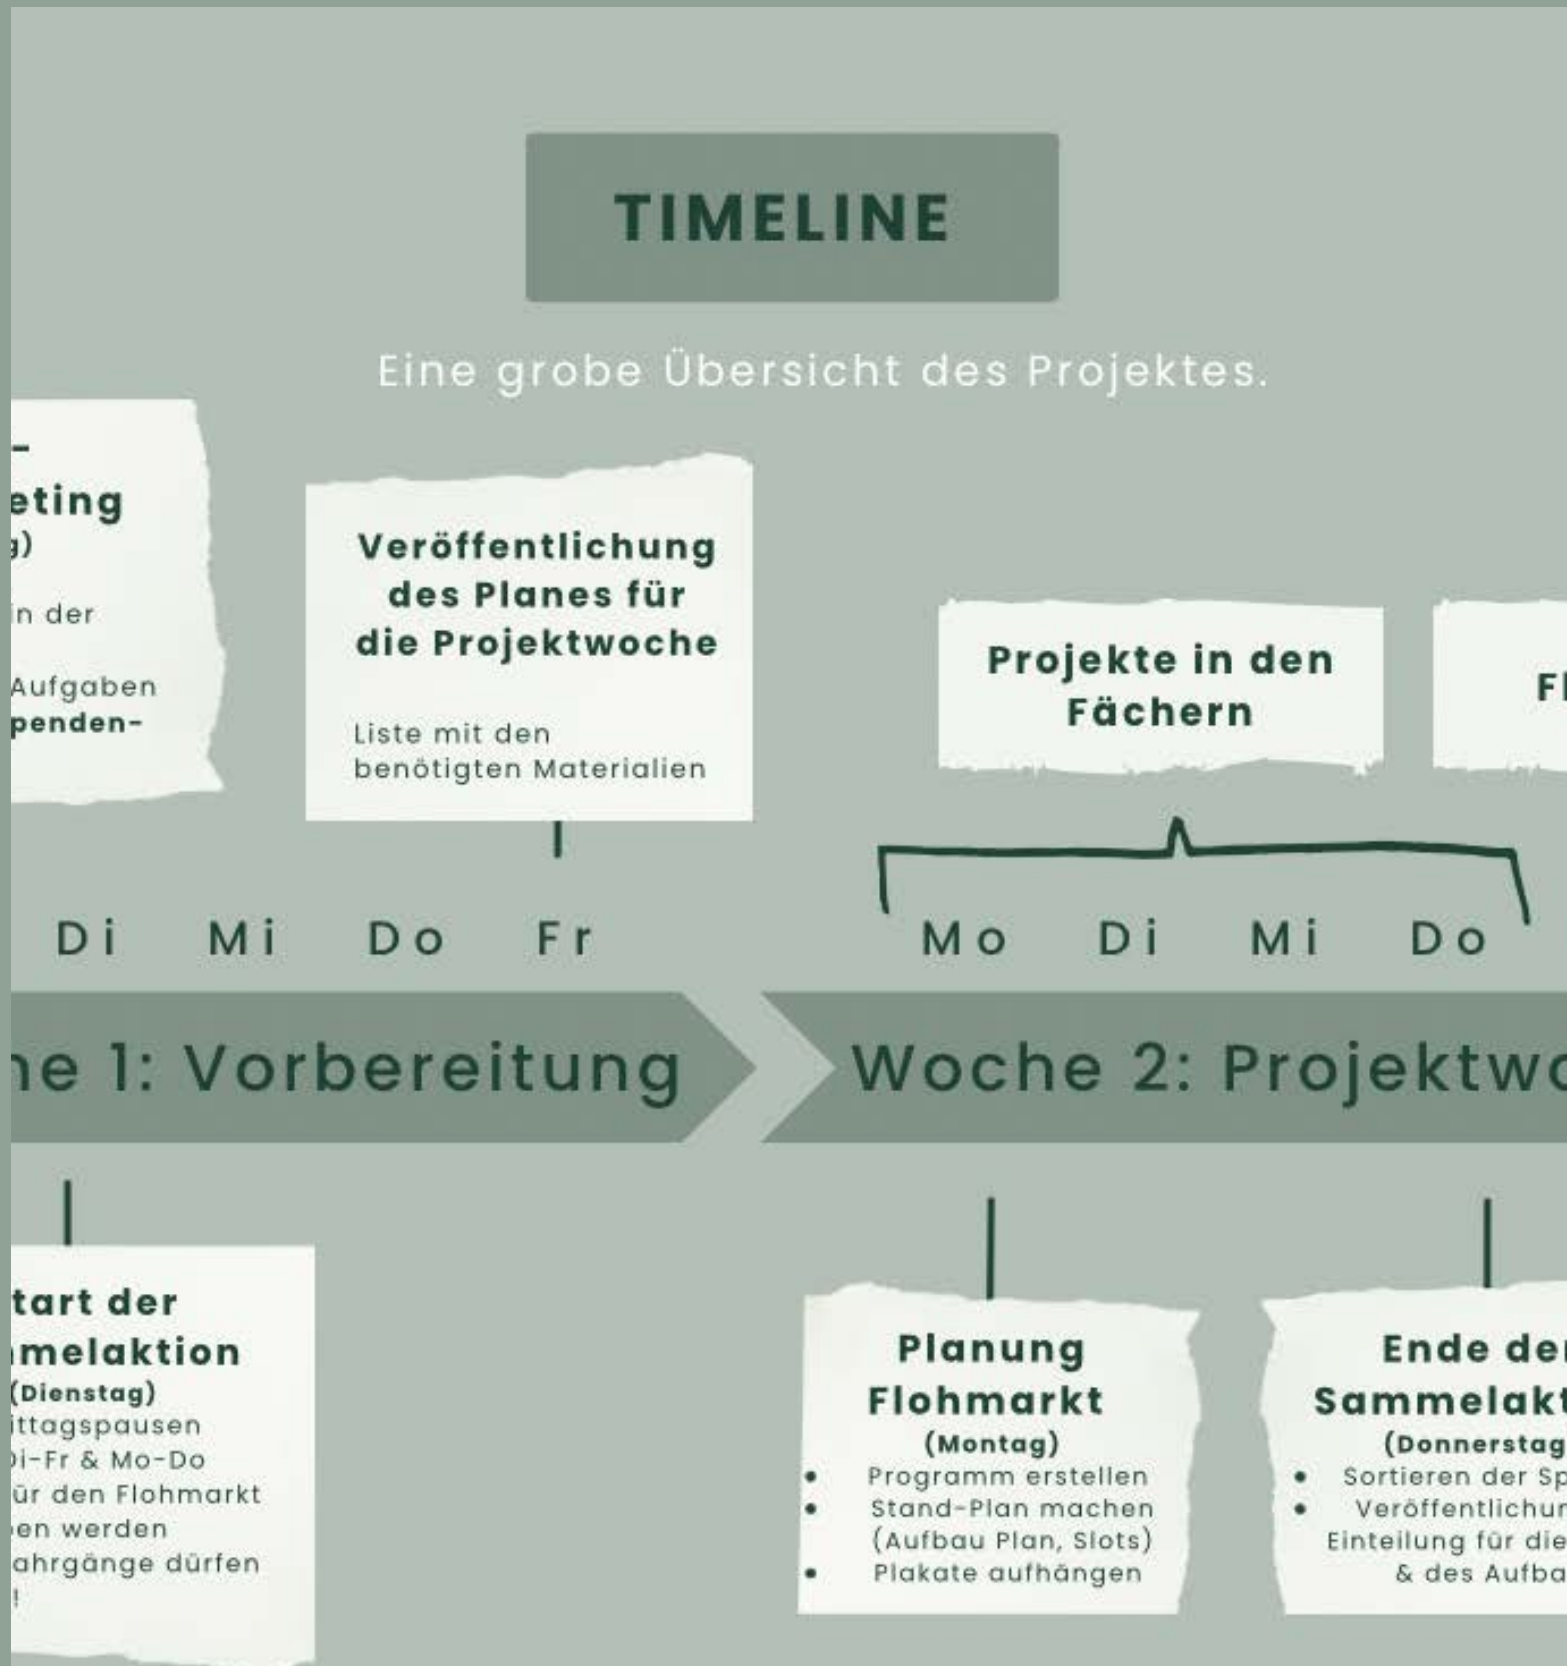 TIMELINE
Eine grobe Übersicht des Projektes.
-
eting
g)
in der
Aufgaben
penden-
Veröffentlichung
des Planes für
die Projektwoche
Liste mit den
benötigten Materialien
Projekte in den
Fächern
Fl
Di Mi Do Fr
Mo Di Mi Do
he 1: Vorbereitung
Woche 2: Projektwo
tart der
melaktion
(Dienstag)
ittagspausen
Di-Fr & Mo-Do
ür den Flohmarkt
en werden
ahrgänge dürfen
!
Planung
Flohmarkt
(Montag)
• Programm erstellen
• Stand-Plan machen
(Aufbau Plan, Slots)
• Plakate aufhängen
Ende der
Sammelakt
(Donnerstag
• Sortieren der Sp
• Veröffentlichun
Einteilung für die
& des Aufba